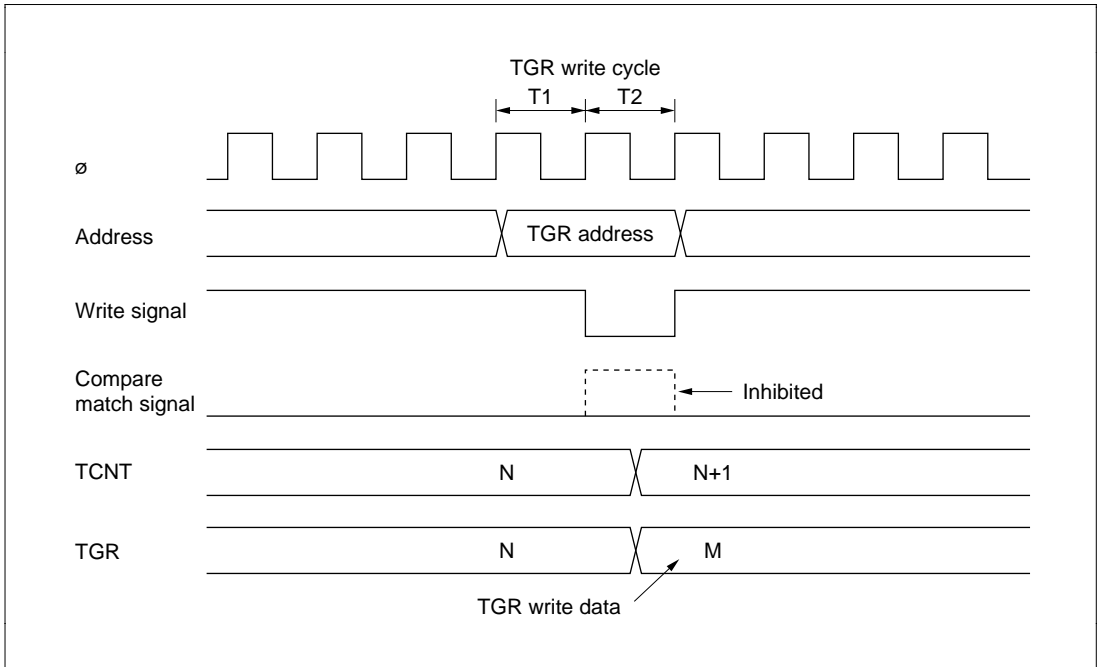 TGR write cycle
T1 T2
ø
Address TGR address
Write signal
Compare
match signal Inhibited
TCNT N N+1
TGR N M
TGR write data